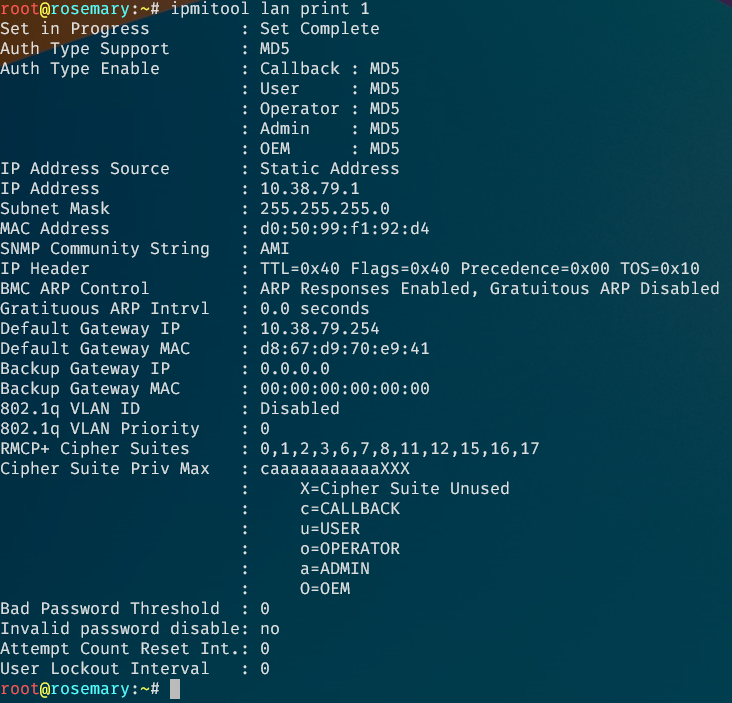 root@rosemary:~# ipmitool lan print 1
Set in Progress         : Set Complete
Auth Type Support       : MD5
Auth Type Enable        : Callback : MD5
                        : User     : MD5
                        : Operator : MD5
                        : Admin    : MD5
                        : OEM      : MD5
IP Address Source       : Static Address
IP Address              : 10.38.79.1
Subnet Mask             : 255.255.255.0
MAC Address             : d0:50:99:f1:92:d4
SNMP Community String   : AMI
IP Header               : TTL=0x40 Flags=0x40 Precedence=0x00 TOS=0x10
BMC ARP Control         : ARP Responses Enabled, Gratuitous ARP Disabled
Gratituous ARP Intrvl   : 0.0 seconds
Default Gateway IP      : 10.38.79.254
Default Gateway MAC     : d8:67:d9:70:e9:41
Backup Gateway IP       : 0.0.0.0
Backup Gateway MAC      : 00:00:00:00:00:00
802.1q VLAN ID          : Disabled
802.1q VLAN Priority    : 0
RMCP+ Cipher Suites     : 0,1,2,3,6,7,8,11,12,15,16,17
Cipher Suite Priv Max   : caaaaaaaaaaaXXX
                        :     X=Cipher Suite Unused
                        :     c=CALLBACK
                        :     u=USER
                        :     o=OPERATOR
                        :     a=ADMIN
                        :     O=OEM
Bad Password Threshold  : 0
Invalid password disable: no
Attempt Count Reset Int.: 0
User Lockout Interval   : 0
root@rosemary:~#